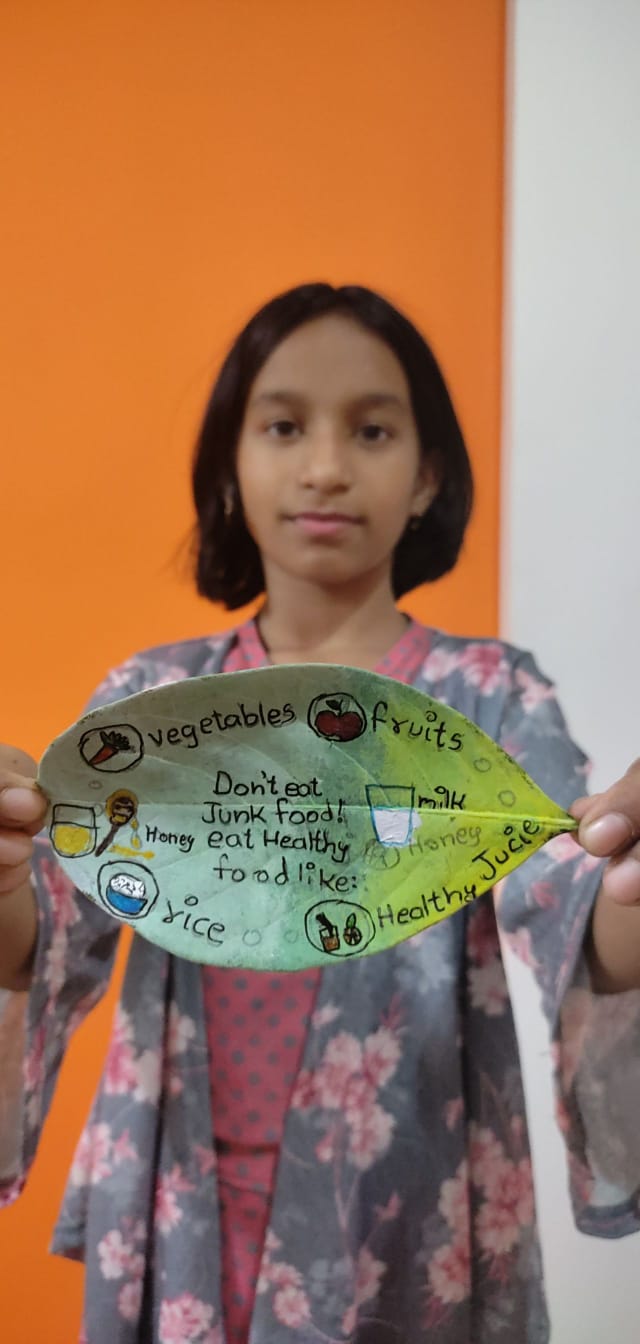 vegetables
fruits
Don't eat
Junk food!
eat Healthy
food like:
Honey
milk
Honey
rice
Healthy Jucie